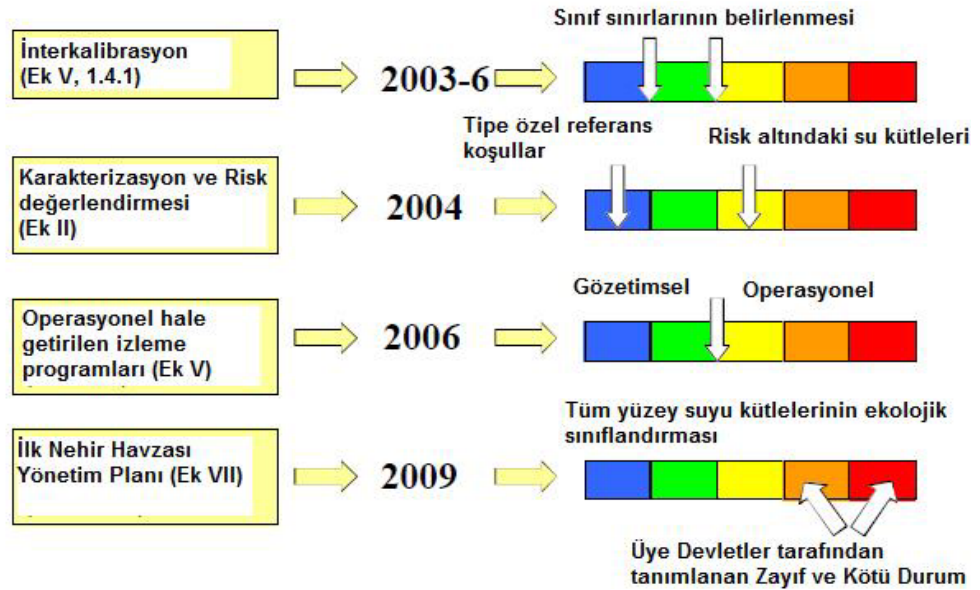 Sınıf sınırlarının belirlenmesi
İnterkalibrasyon
(Ek V, 1.4.1)
2003-6
Tipe özel referans
koşullar
Risk altındaki su kütleleri
Karakterizasyon ve Risk
değerlendirmesi
(Ek II)
2004
Gözetimsel
Operasyonel
Operasyonel hale
getirilen izleme
programları (Ek V)
2006
Tüm yüzey suyu kütlelerinin ekolojik
sınıflandırması
İlk Nehir Havzası
Yönetim Planı (Ek VII)
2009
Üye Devletler tarafından
tanımlanan Zayıf ve Kötü Durum